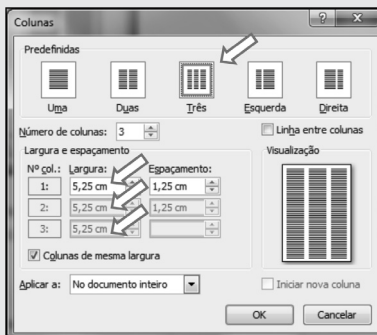 Colunas
Predefinidas
Uma Duas Três Esquerda Direita
Número de colunas: 3 Linha entre colunas
Largura e espaçamento Visualização
Nº col.: Largura: Espaçamento:
1: 5,25 cm 1,25 cm
2: 5,25 cm 1,25 cm
3: 5,25 cm
Colunas de mesma largura
Aplicar a: No documento inteiro Iniciar nova coluna
OK Cancelar